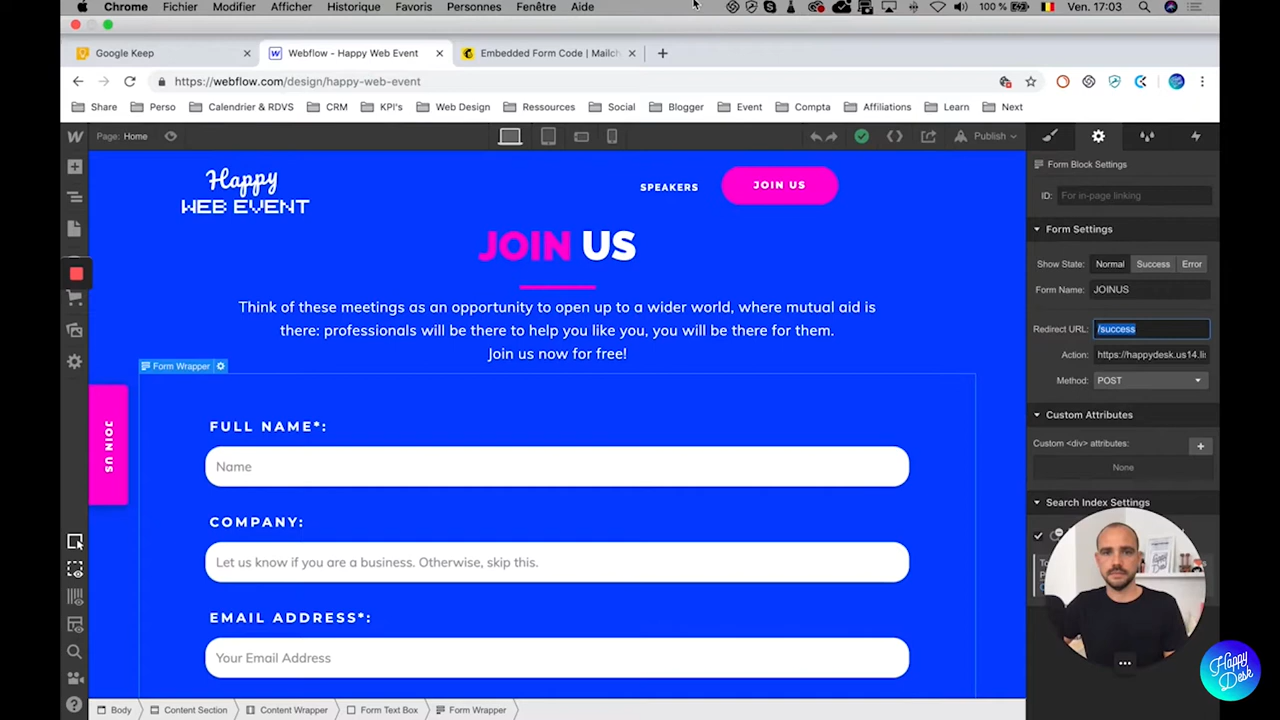 Chrome Fichier Modifier Afficher Historique Favoris Personnes Fenêtre Aide 100 % Ven. 17:03
Google Keep
Webflow - Happy Web Event
Embedded Form Code | Mailch
https://webflow.com/design/happy-web-event
Share Perso Calendrier & RDVS CRM KPI's Web Design Ressources Social Blogger Event Compta Affiliations Learn Next
Page: Home
Publish
Form Block Settings
ID: For in-page linking
Form Settings
Show State: Normal Success Error
Form Name: JOINUS
Redirect URL: /success
Action: https://happydesk.us14.lis
Method: POST
Custom Attributes
Custom <div> attributes:
None
Search Index Settings
Happy
WEB EVENT
SPEAKERS
JOIN US
JOIN US
Think of these meetings as an opportunity to open up to a wider world, where mutual aid is
there: professionals will be there to help you like you, you will be there for them.
Join us now for free!
Form Wrapper
JOIN US
FULL NAME*:
Name
COMPANY:
Let us know if you are a business. Otherwise, skip this.
EMAIL ADDRESS*:
Your Email Address
Body Content Section Content Wrapper Form Text Box Form Wrapper
Happy
Desk